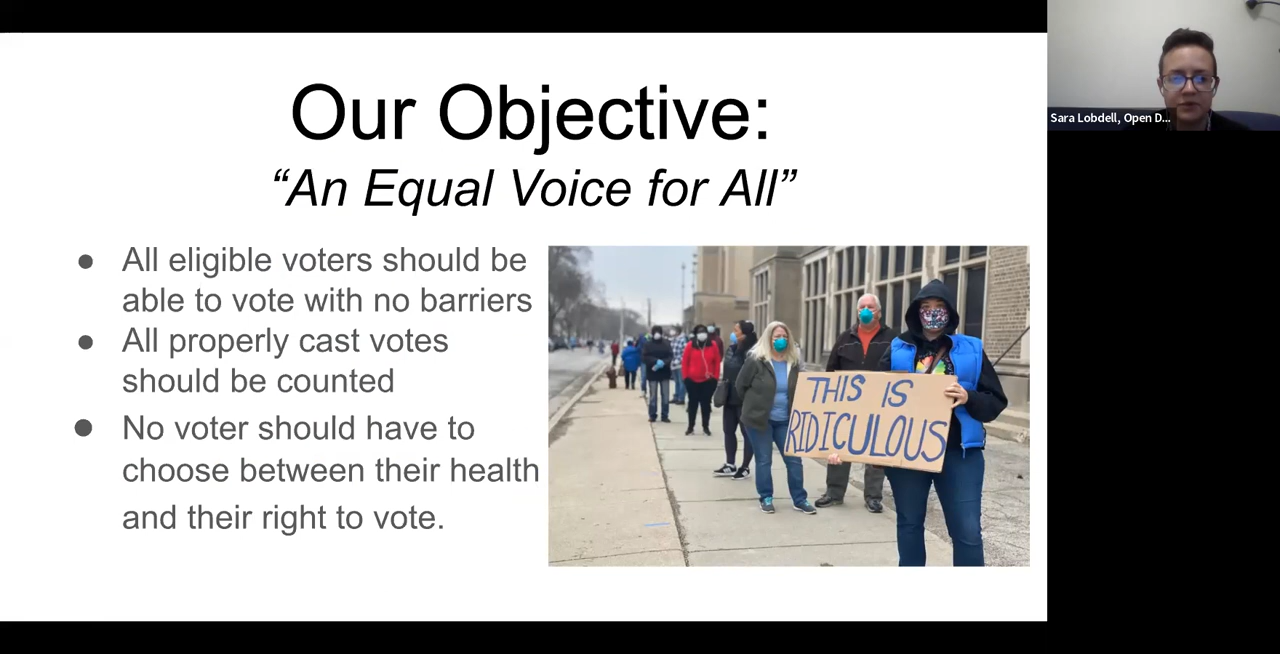 Our Objective:
“An Equal Voice for All”
● All eligible voters should be
able to vote with no barriers
● All properly cast votes
should be counted
● No voter should have to
choose between their health
and their right to vote.
THIS IS
RIDICULOUS
Sara Lobdell, Open D...